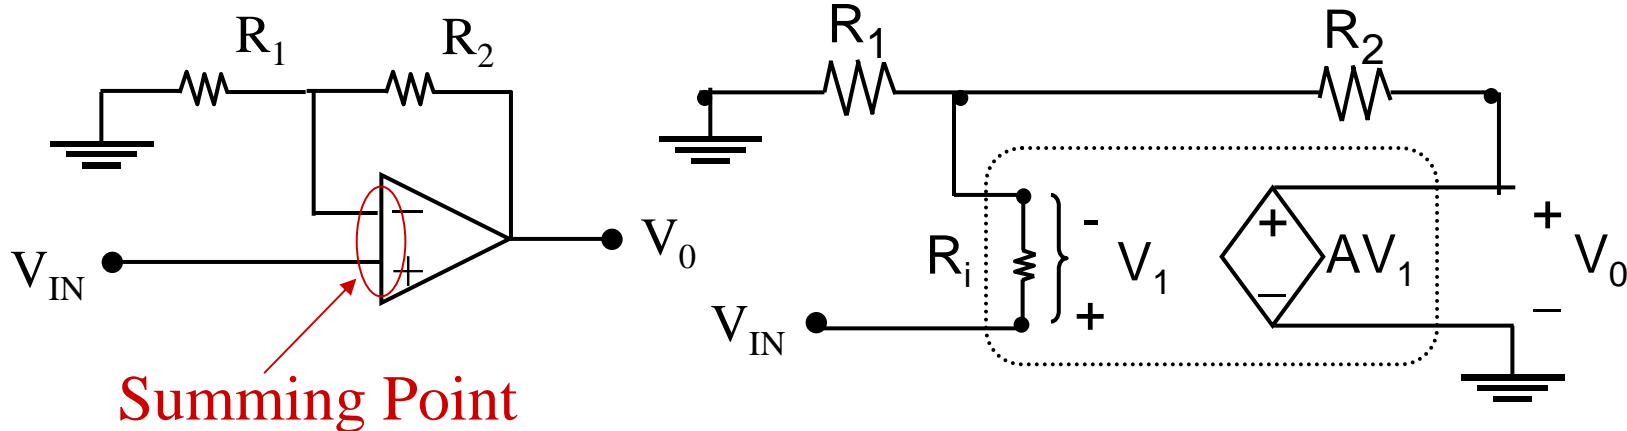 R1 R2
− +
VIN V0
Summing Point
R1 R2
Ri - V1 + + AV1 − + V0 −
VIN